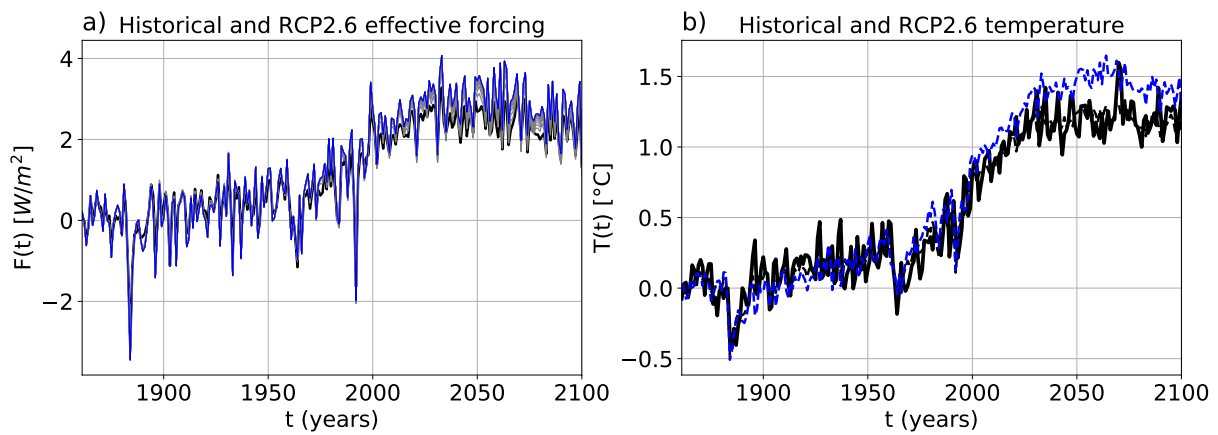 a) Historical and RCP2.6 effective forcing
F(t) [W/m²]
4
2
0
−2
1900 1950 2000 2050 2100
t (years)
b) Historical and RCP2.6 temperature
T(t) [°C]
1.5
1.0
0.5
0.0
−0.5
1900 1950 2000 2050 2100
t (years)